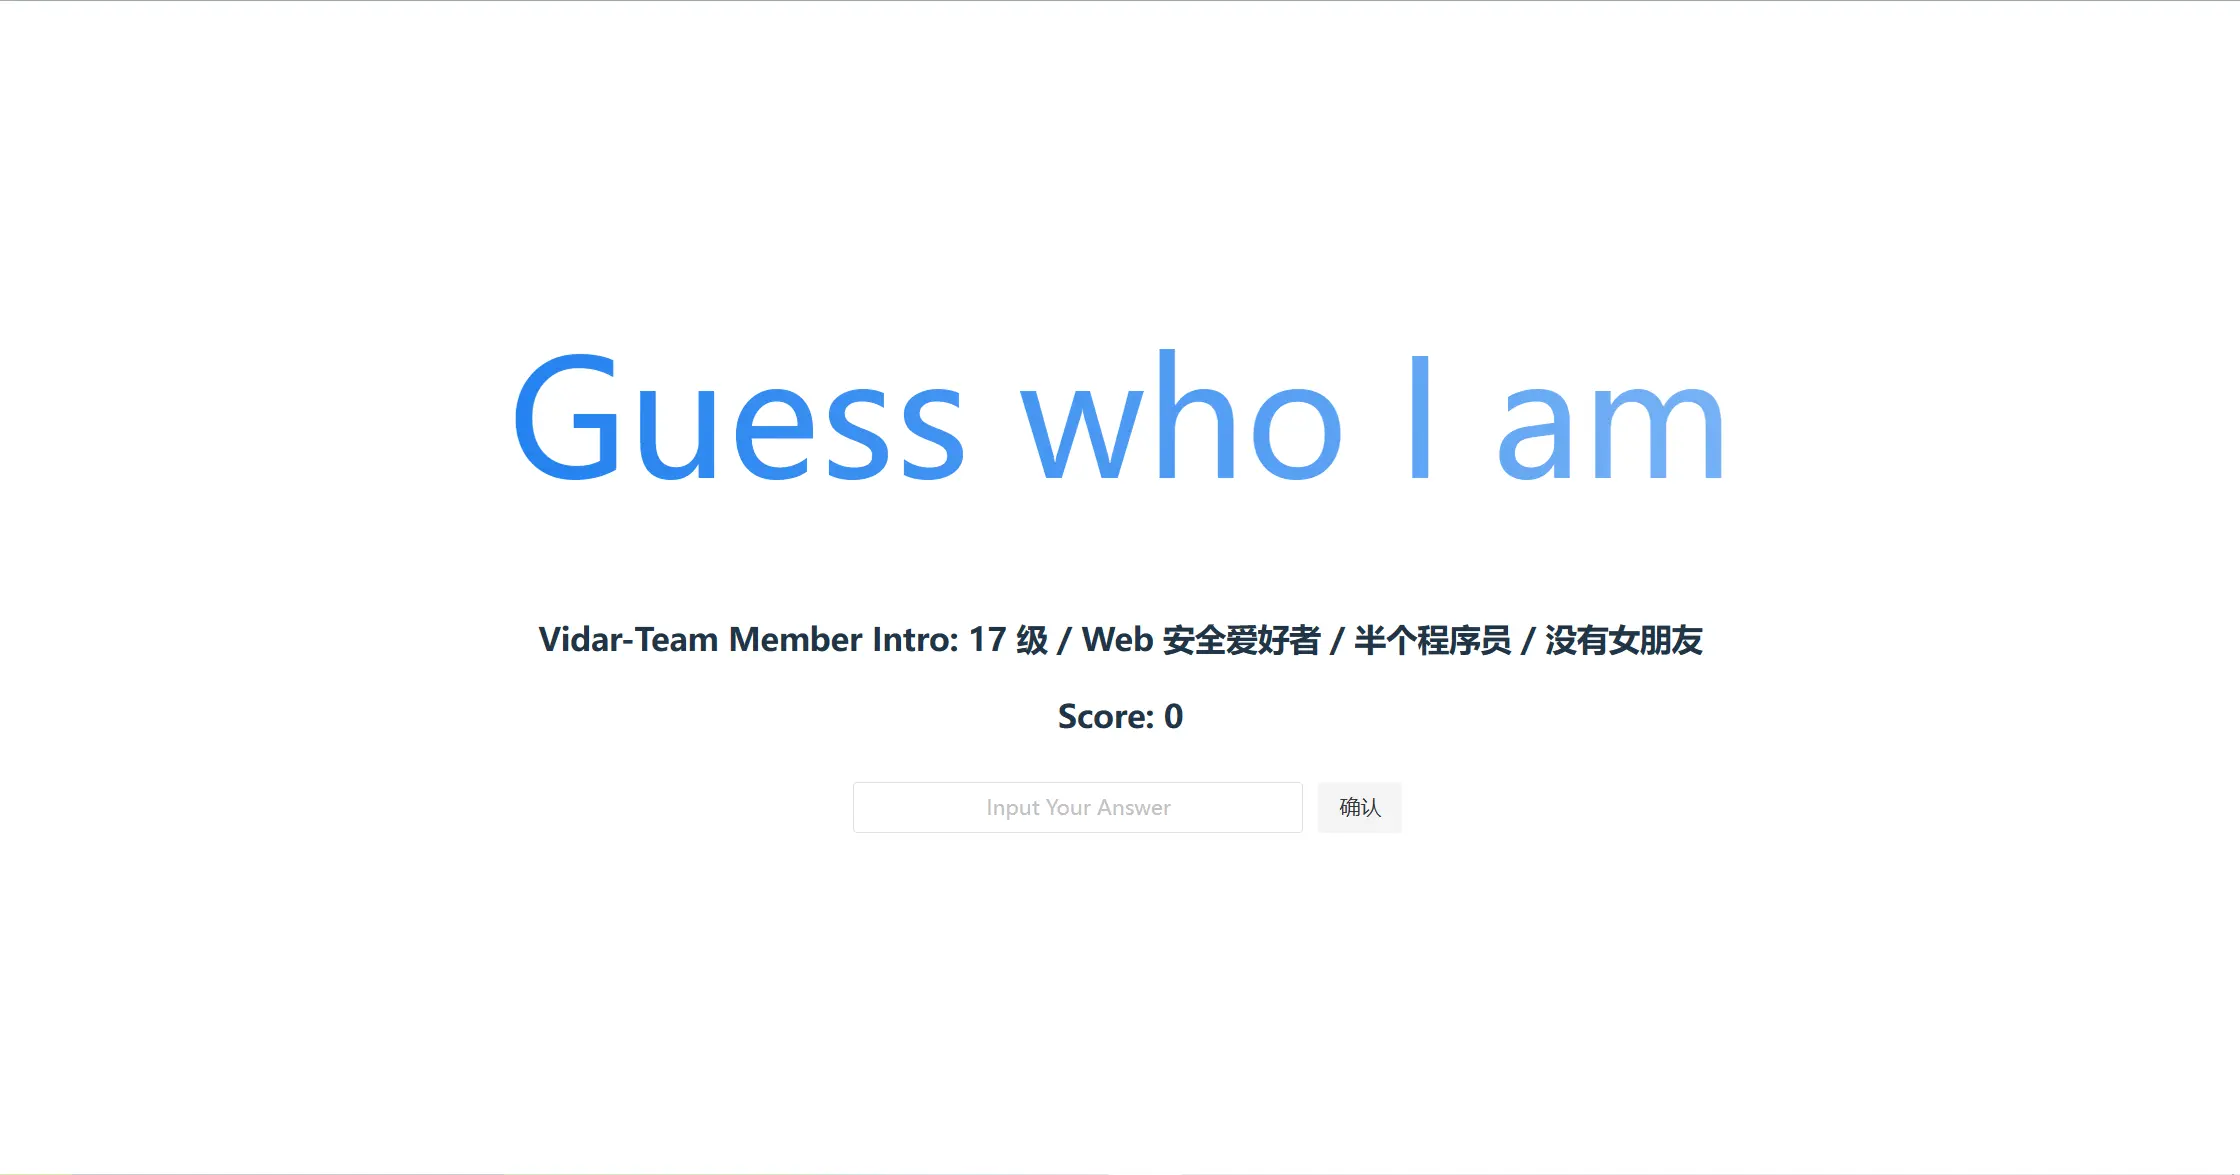 Guess who I am
Vidar-Team Member Intro: 17 级 / Web 安全爱好者 / 半个程序员 / 没有女朋友
Score: 0
Input Your Answer 确认